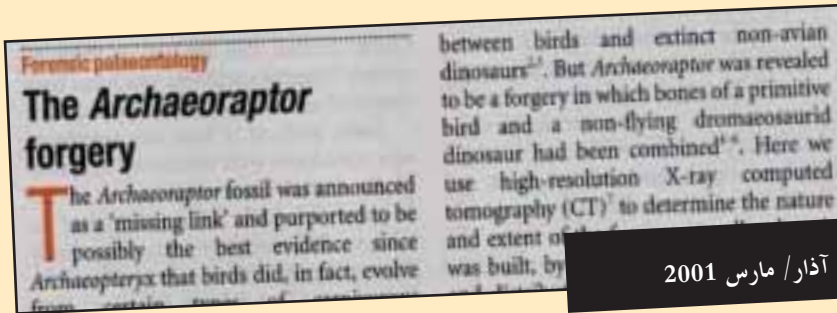 Forensic palaeontology
The Archaeoraptor
forgery
The Archaeoraptor fossil was announced
as a 'missing link' and purported to be
possibly the best evidence since
Archaeopteryx that birds did, in fact, evolve
from certain types of
between birds and extinct non-avian
dinosaurs. But Archaeoraptor was revealed
to be a forgery in which bones of a primitive
bird and a non-flying dromaeosaurid
dinosaur had been combined. Here we
use high-resolution X-ray computed
tomography (CT) to determine the nature
and extent of
was built, by
آذار/ مارس 2001